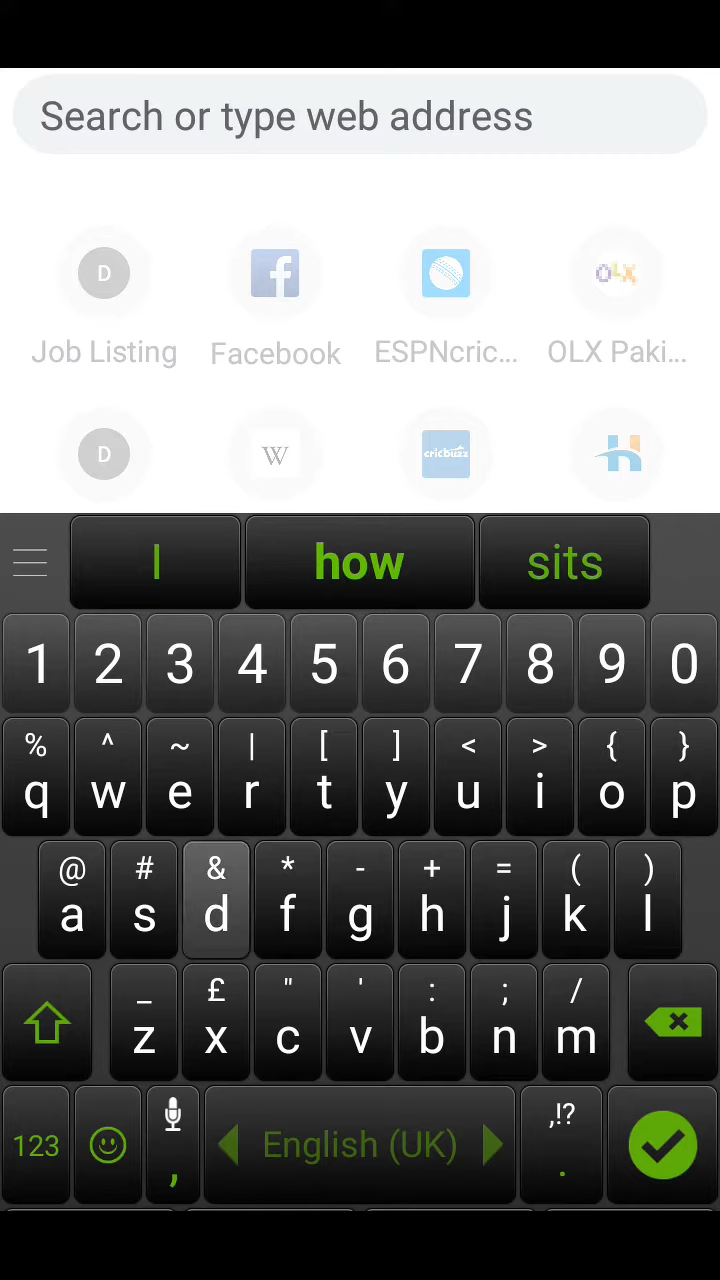 Search or type web address
D
f
OLX
Job Listing Facebook ESPNcric... OLX Paki...
D W cricbuzz H
I how sits
1 2 3 4 5 6 7 8 9 0
% ^ ~ | [ ] < > { }
q w e r t y u i o p
@ # & * - + = ( )
a s d f g h j k l
_ £ " ' : ; /
z x c v b n m
,!?
123 , English (UK) .